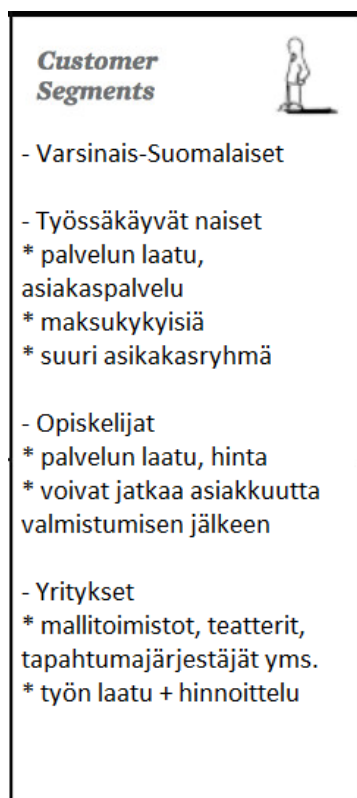 Customer
Segments
- Varsinais-Suomalaiset
- Työssäkäyvät naiset
* palvelun laatu,
asiakaspalvelu
* maksukykyisiä
* suuri asikakasryhmä
- Opiskelijat
* palvelun laatu, hinta
* voivat jatkaa asiakkuutta
valmistumisen jälkeen
- Yritykset
* mallitoimistot, teatterit,
tapahtumajärjestäjät yms.
* työn laatu + hinnoittelu